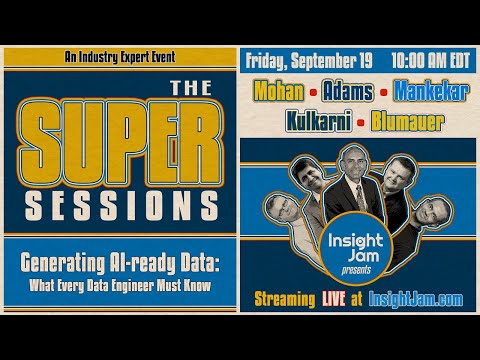 An Industry Expert Event
THE
SUPER
SESSIONS
Generating AI-ready Data:
What Every Data Engineer Must Know
Friday, September 19 10:00 AM EDT
Mohan • Adams • Mankekar
Kulkarni • Blumauer
Insight
Jam
presents
Streaming LIVE at InsightJam.com